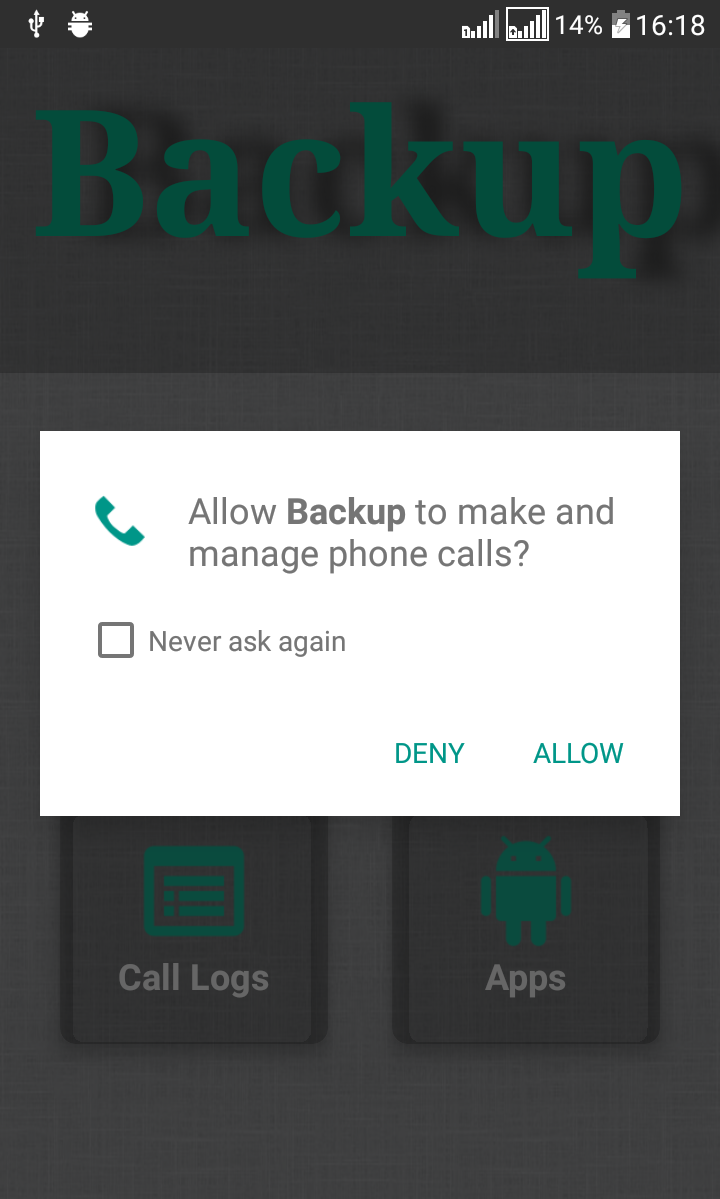 14% 16:18
Backup
Allow Backup to make and
manage phone calls?
Never ask again
DENY ALLOW
Call Logs Apps